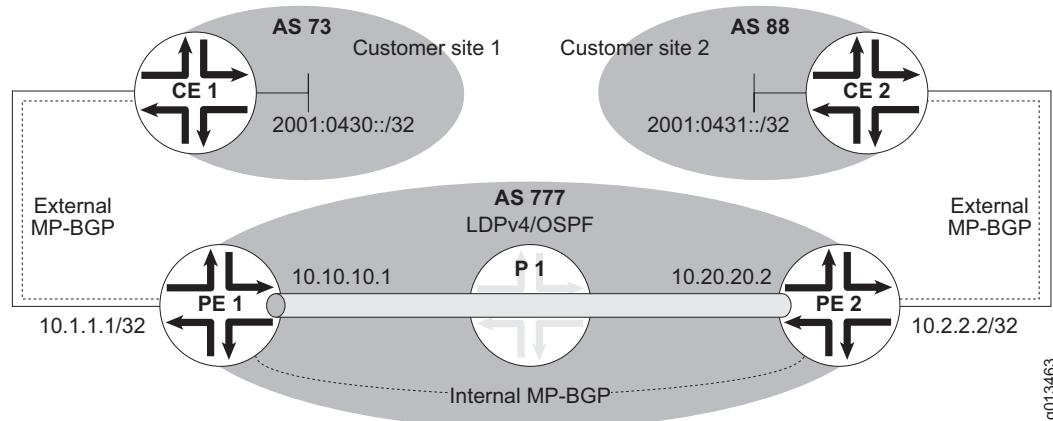 AS 73
Customer site 1
CE 1
2001:0430::/32
AS 88
Customer site 2
CE 2
2001:0431::/32
External
MP-BGP
External
MP-BGP
AS 777
LDPv4/OSPF
P 1
10.10.10.1
10.20.20.2
PE 1
PE 2
10.1.1.1/32
10.2.2.2/32
Internal MP-BGP
g013463